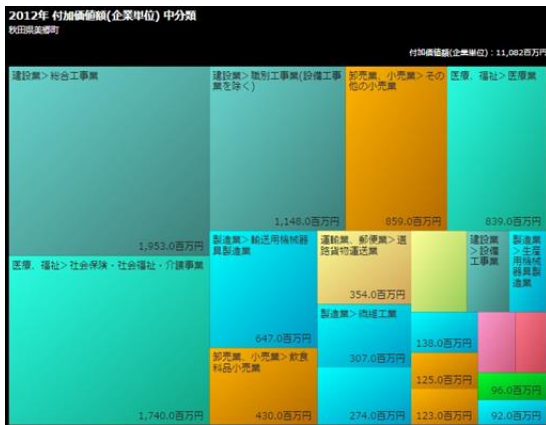 2012年 付加価値額(企業単位) 中分類
秋田県美郷町
付加価値額(企業単位)：11,082百万円
建設業＞総合工事業
1,953.0百万円
建設業＞職別工事業(設備工事
業を除く)
1,148.0百万円
卸売業、小売業＞その
他の小売業
859.0百万円
医療、福祉＞医療業
839.0百万円
医療、福祉＞社会保険・社会福祉・介護事業
1,740.0百万円
製造業＞輸送用機械器
具製造業
647.0百万円
卸売業、小売業＞飲食
料品小売業
430.0百万円
運輸業、郵便業＞道
路貨物運送業
354.0百万円
製造業＞繊維工業
307.0百万円
274.0百万円
建設業
＞設備
工事業
製造業
＞生産
用機械
器具製
造業
138.0百万円
125.0百万円
123.0百万円
96.0百万円
92.0百万円